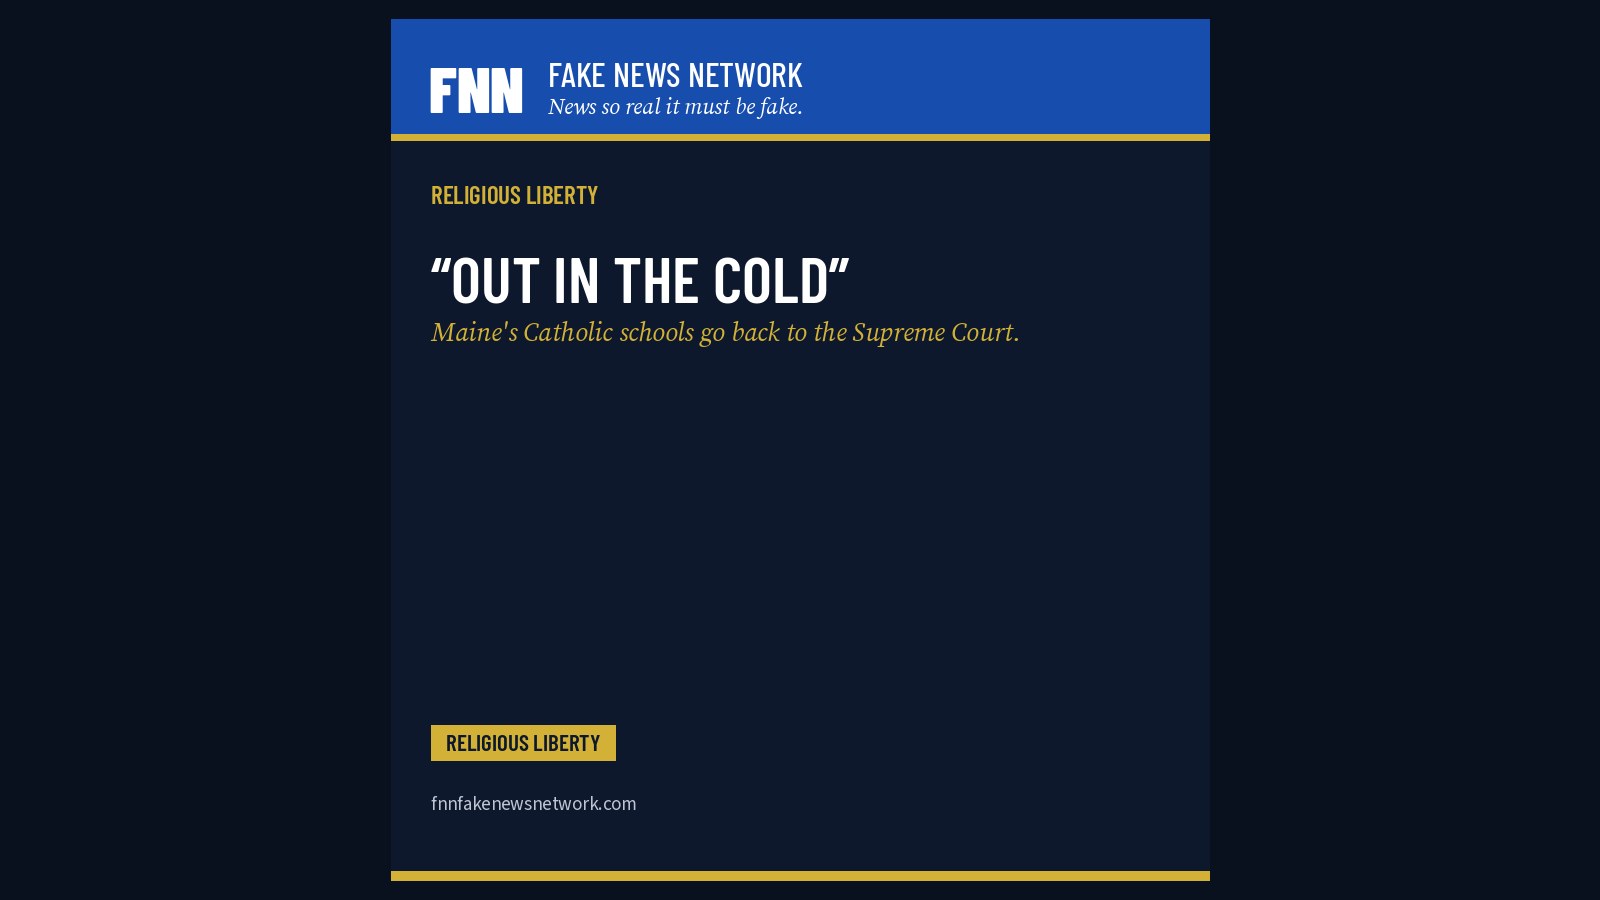 FNN
FAKE NEWS NETWORK
News so real it must be fake.
RELIGIOUS LIBERTY
“OUT IN THE COLD”
Maine's Catholic schools go back to the Supreme Court.
RELIGIOUS LIBERTY
fnnfakenewsnetwork.com